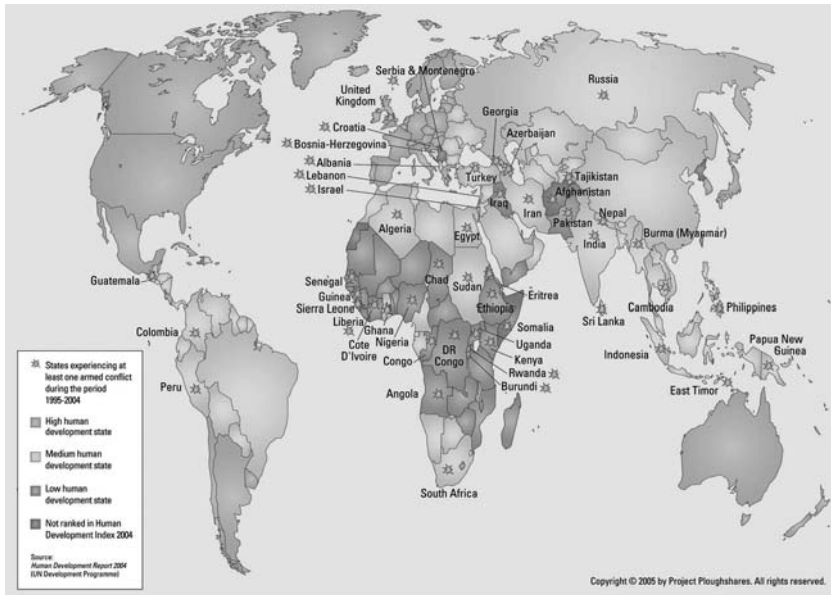 Serbia & Montenegro
United
Kingdom
Russia
Georgia
Croatia
Azerbaijan
Bosnia-Herzegovina
Albania
Lebanon
Israel
Turkey
Tajikistan
Afghanistan
Iraq
Iran
Pakistan
Nepal
Algeria
Egypt
India
Burma (Myanmar)
Guatemala
Senegal
Chad
Sudan
Eritrea
Guinea
Sierra Leone
Ethiopia
Cambodia
Philippines
Liberia
Ghana
Somalia
Sri Lanka
Colombia
Cote
D'Ivoire
Nigeria
Uganda
Congo
DR
Congo
Kenya
Indonesia
Papua New
Guinea
Rwanda
Peru
Angola
Burundi
East Timor
South Africa
States experiencing at
least one armed conflict
during the period
1995-2004
High human
development state
Medium human
development state
Low human
development state
Not ranked in Human
Development Index 2004
Source:
Human Development Report 2004
(UN Development Programme)
Copyright © 2005 by Project Ploughshares. All rights reserved.